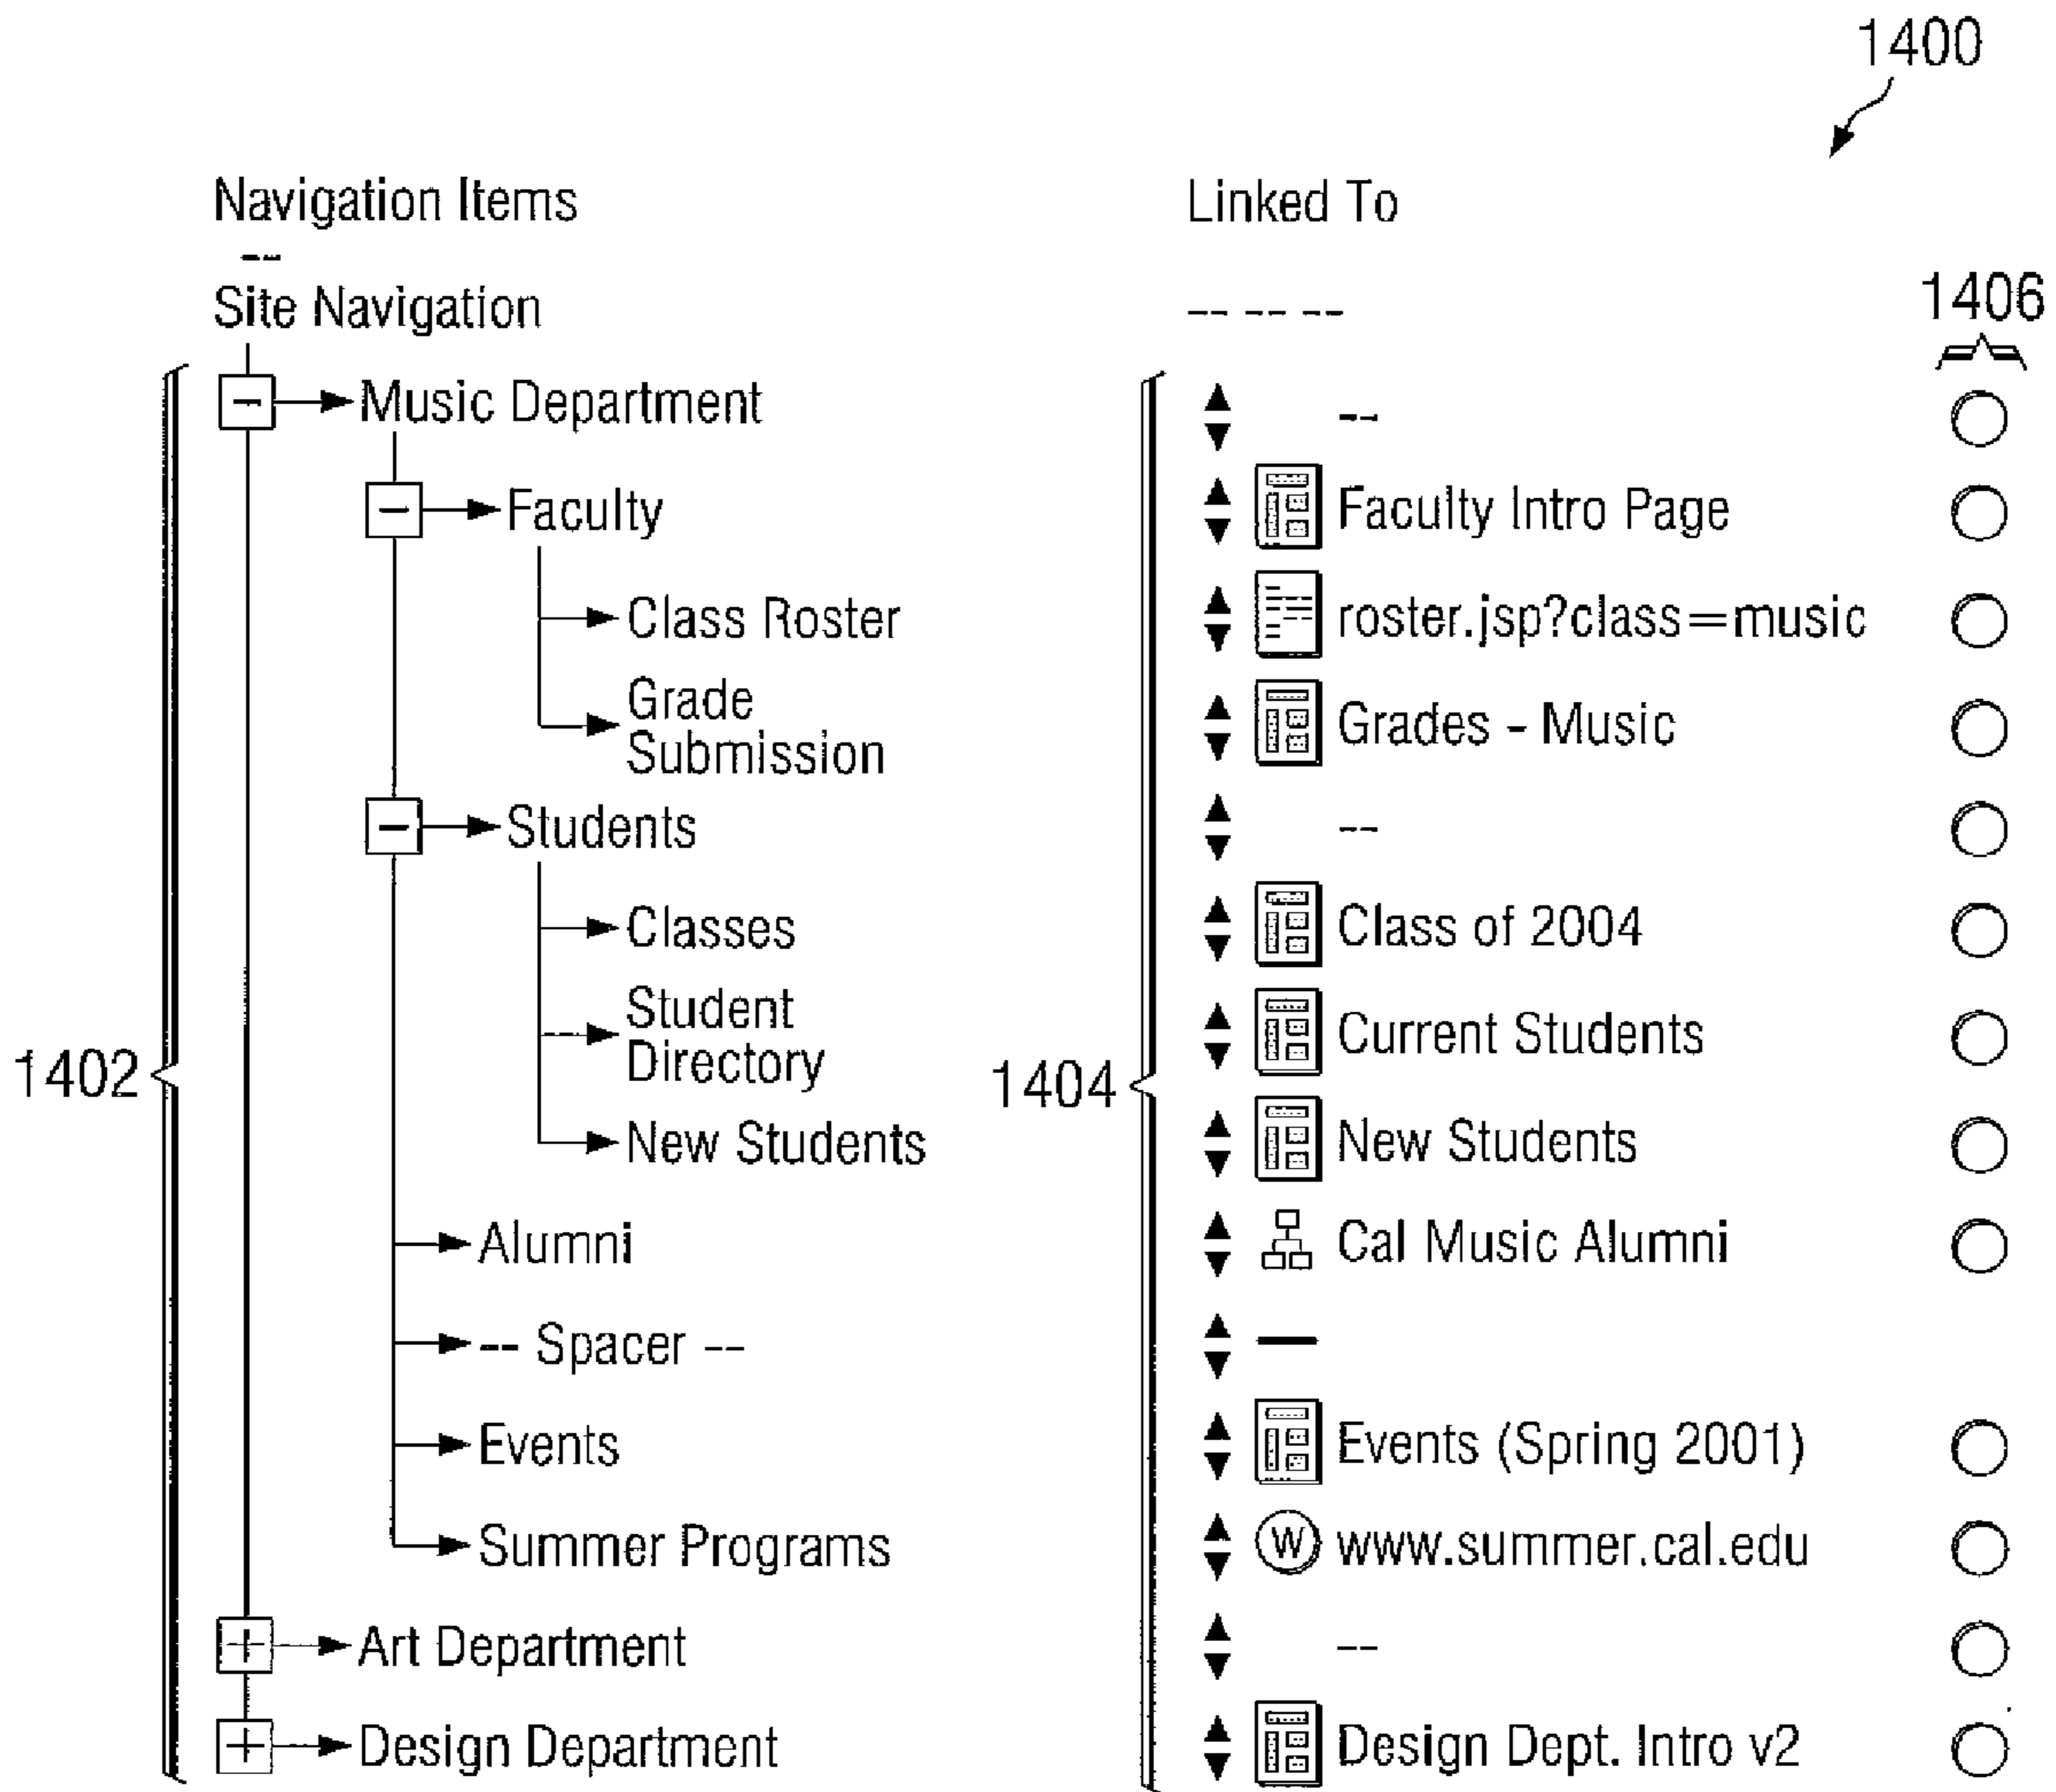 1400
Navigation Items Linked To
--
Site Navigation -- -- -- 1406
Music Department --
Faculty Faculty Intro Page
Class Roster roster.jsp?class=music
Grade
Submission Grades - Music
Students --
Classes Class of 2004
Student
Directory Current Students
1402 1404
New Students New Students
Alumni Cal Music Alumni
-- Spacer --
Events Events (Spring 2001)
Summer Programs W www.summer.cal.edu
Art Department --
Design Department Design Dept. Intro v2